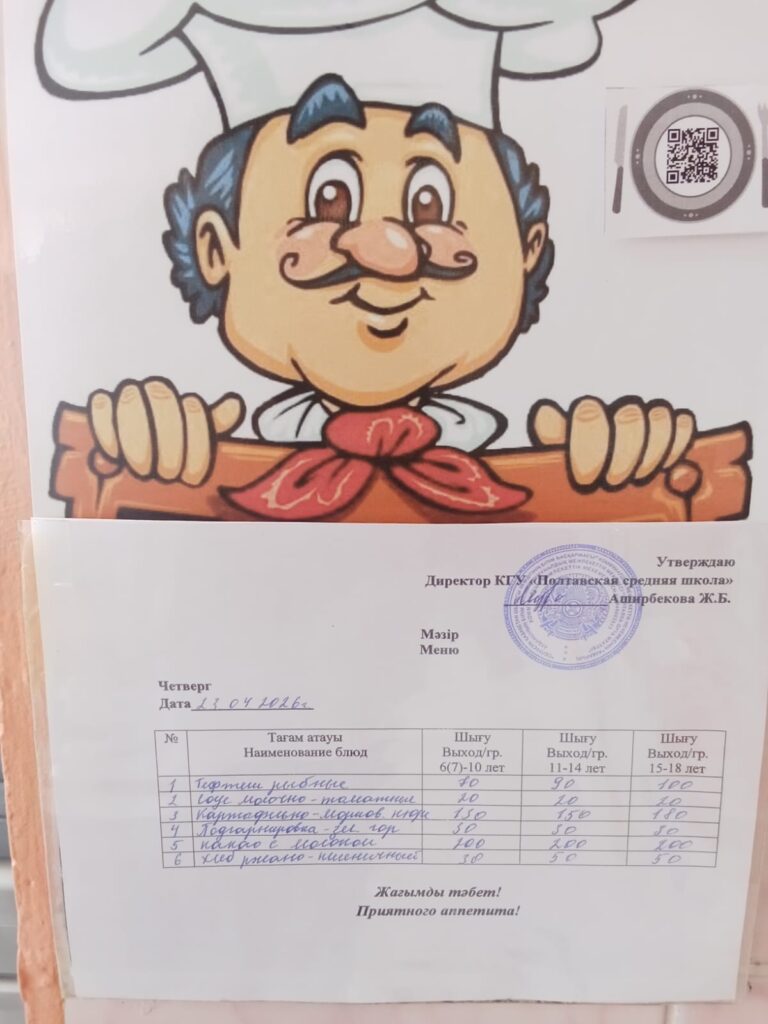 Утверждаю
Директор КГУ «Полтавская средняя школа»
Аширбекова Ж.Б.
Мәзір
Меню
Четверг
Дата 23 04 2026г
№ Тағам атауы Наименование блюд Шығу Выход/гр. 6(7)-10 лет Шығу Выход/гр. 11-14 лет Шығу Выход/гр. 15-18 лет
1 Тефтели рыбные 90 100
2 Соус молочно-томатный 20 20 20
3 Картофельно-морков. пюре 130 150 180
4 Подгарнировка-зел. гор 30 30 30
5 какао с молоком 200 200 200
6 хлеб ржано-пшеничный 30 50 50
Жағымды тәбет!
Приятного аппетита!